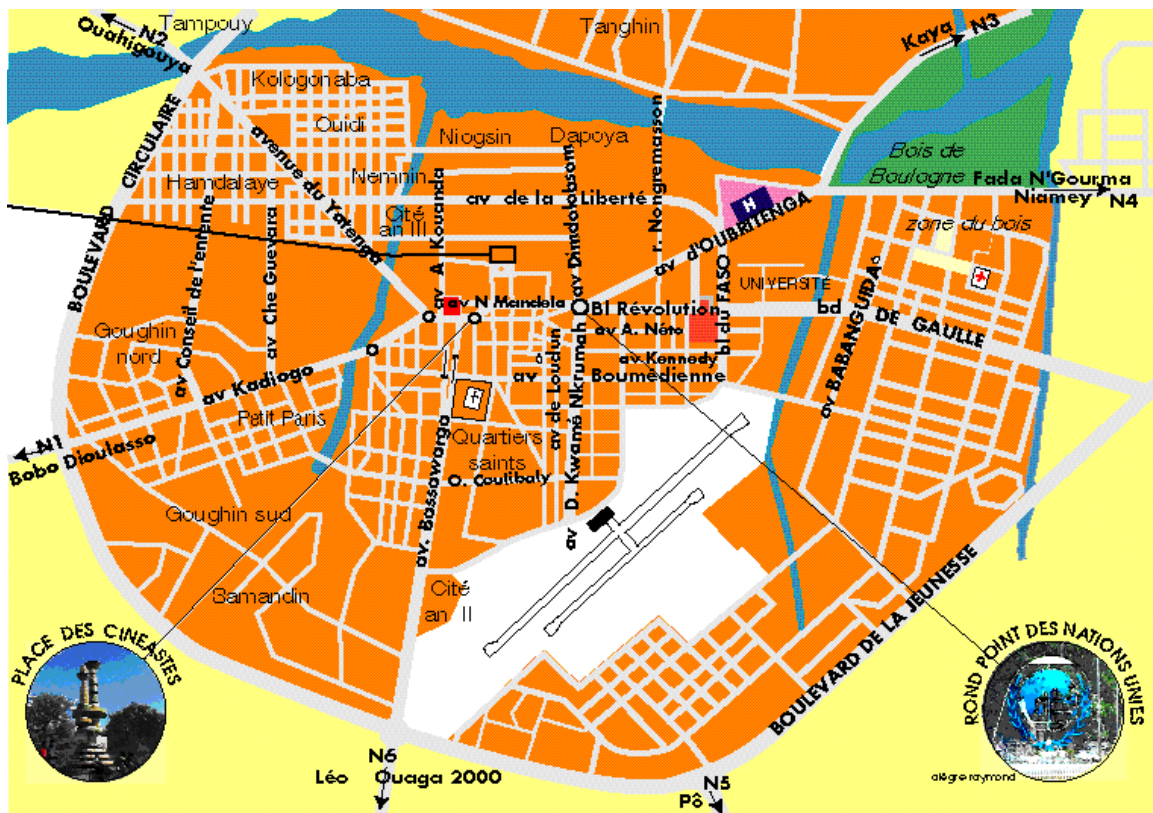 Tampouy
N2
Ouahigouya
Tanghin
Kaya
N3
Kologonaba
Ouidi
Niogsin
Dapoya
BOULEVARD CIRCULAIRE
avenue du Yatenga
Hamdalaye
Nemnin
Cité
an III
av de la Liberté
av A Kouanda
av Dimdolobsom
r. Nongremasson
H
av d'OUBRITENGA
Bois de
Boulogne
Fada N'Gourma
Niamey
N4
zone du bois
av Conseil de l'entente
av Che Guevara
av N Mandela
Bl Révolution
av A. Néto
bl du FASO
UNIVERSITÉ
bd DE GAULLE
av BABANGUIDA
Goughin
nord
av Kadiogo
av Kennedy
av Boumédienne
av de Loudun
av D. Kwamé Nkrumah
Petit Paris
N1
Bobo Dioulasso
Quartiers
saints
O. Coulibaly
av. Bassawarga
Goughin sud
Samandin
Cité
an II
BOULEVARD DE LA JEUNESSE
PLACE DES CINEASTES
ROND POINT DES NATIONS UNIES
alègre raymond
N6
Léo Ouaga 2000
N5
Pô